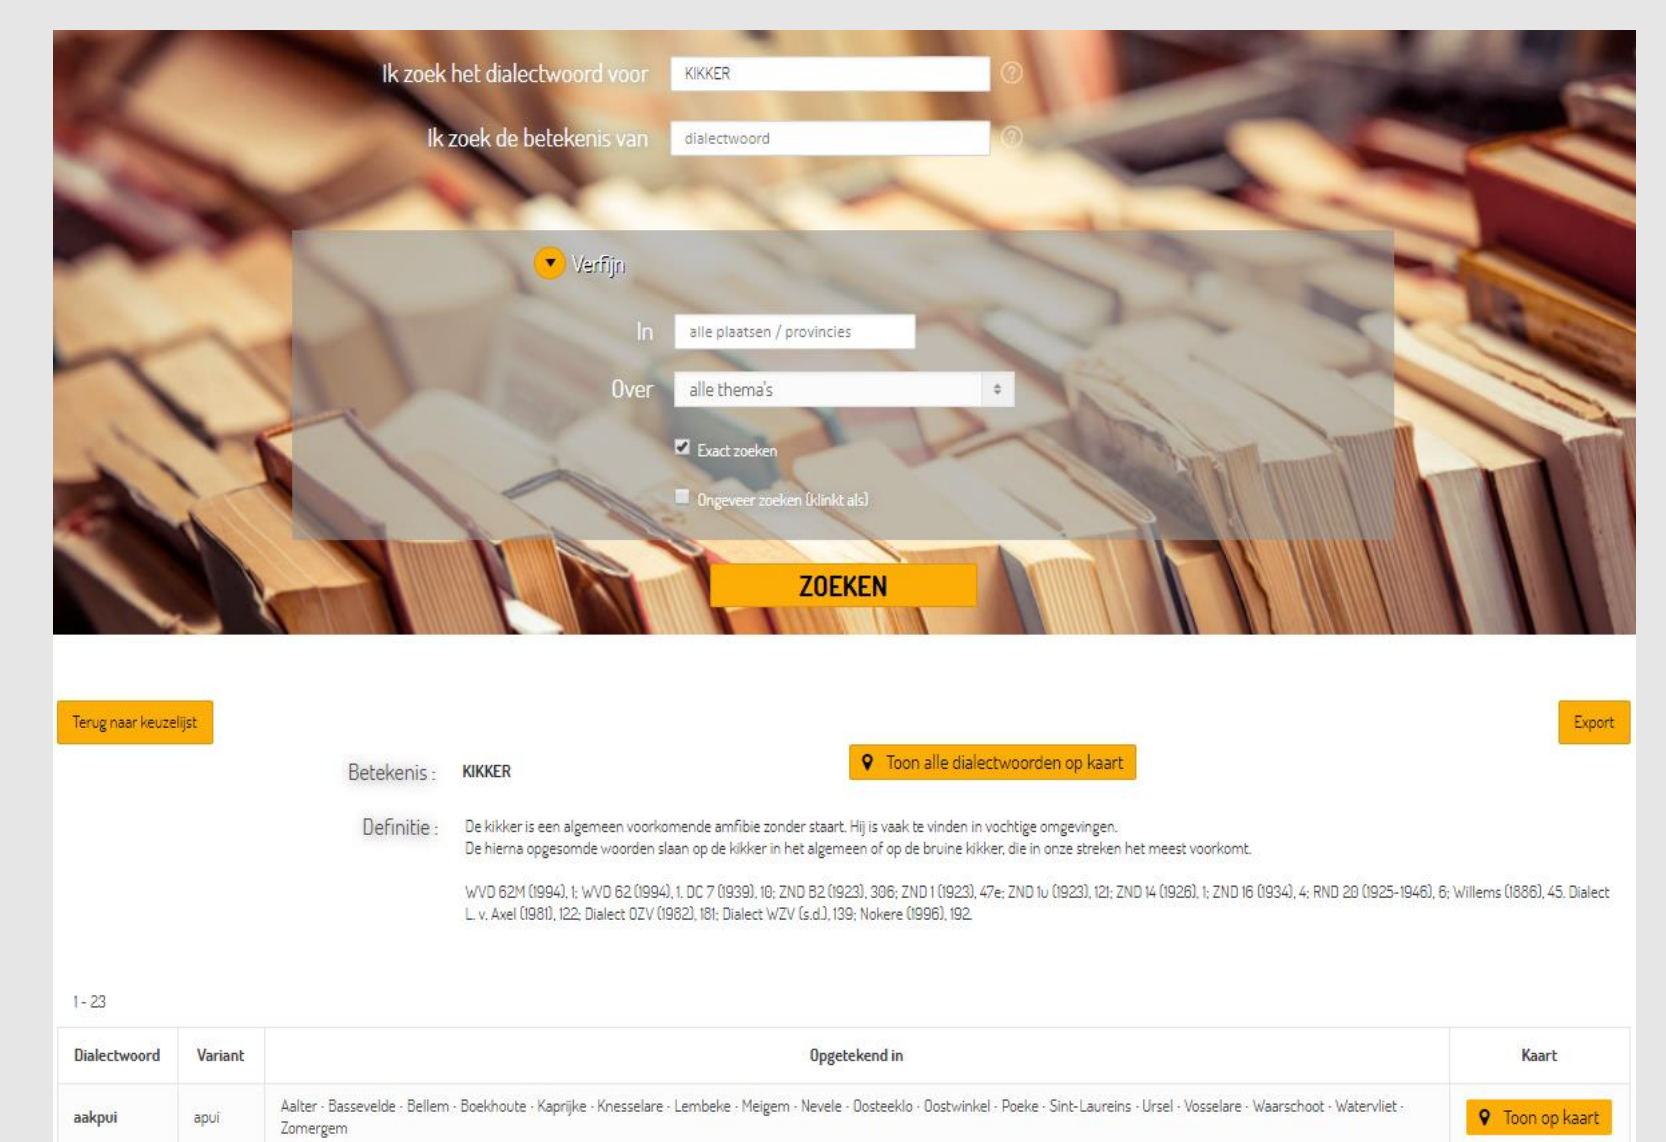 Ik zoek het dialectwoord voor KIKKER ?
Ik zoek de betekenis van dialectwoord ?
Verfijn
In alle plaatsen / provincies
Over alle thema's
Exact zoeken
Ongeveer zoeken (klinkt als)
ZOEKEN
Terug naar keuzelijst
Export
Betekenis : KIKKER
Toon alle dialectwoorden op kaart
Definitie : De kikker is een algemeen voorkomende amfibie zonder staart. Hij is vaak te vinden in vochtige omgevingen.
De hierna opgesomde woorden slaan op de kikker in het algemeen of op de bruine kikker, die in onze streken het meest voorkomt.
WVD 62M (1994), 1; WVD 62 (1994), 1. DC 7 (1939), 10; ZND B2 (1923), 306; ZND 1 (1923), 47e; ZND 1u (1923), 121; ZND 14 (1926), 1; ZND 16 (1934), 4; RND 20 (1925-1946), 6; Willems (1886), 45. Dialect
L. v. Axel (1981), 122; Dialect OZV (1982), 181; Dialect WZV (s.d.), 139; Nokere (1996), 192.
1 - 23
Dialectwoord Variant Opgetekend in Kaart
aakpui apui Aalter · Bassevelde · Bellem · Boekhoute · Kaprijke · Knesselare · Lembeke · Meigem · Nevele · Oosteeklo · Oostwinkel · Poeke · Sint-Laureins · Ursel · Vosselare · Waarschoot · Watervliet ·
Zomergem
Toon op kaart